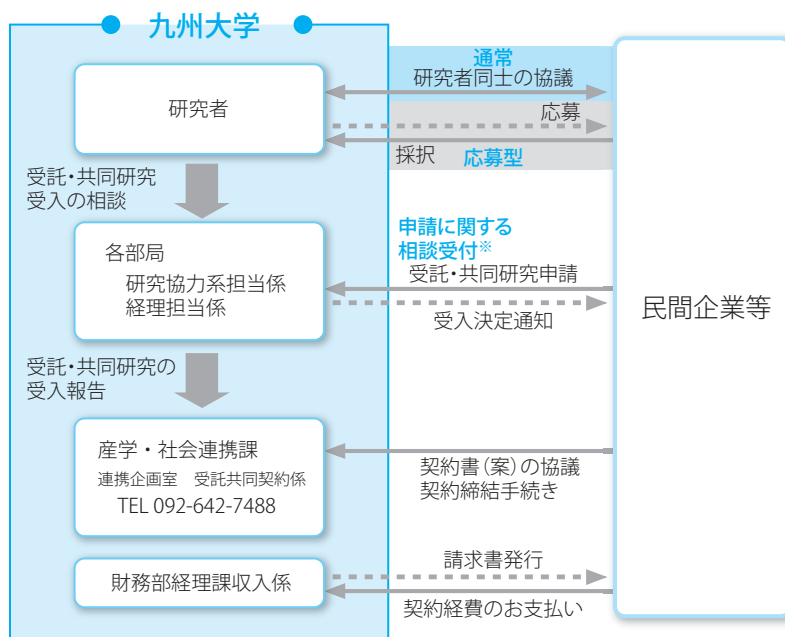 九州大学
通常
研究者同士の協議
研究者
応募
採択 応募型
受託・共同研究
受入の相談
申請に関する
相談受付※
各部局
研究協力系担当係
経理担当係
受託・共同研究申請
受入決定通知
民間企業等
受託・共同研究の
受入報告
産学・社会連携課
連携企画室 受託共同契約係
TEL 092-642-7488
契約書(案)の協議
契約締結手続き
請求書発行
財務部経理課収入係
契約経費のお支払い